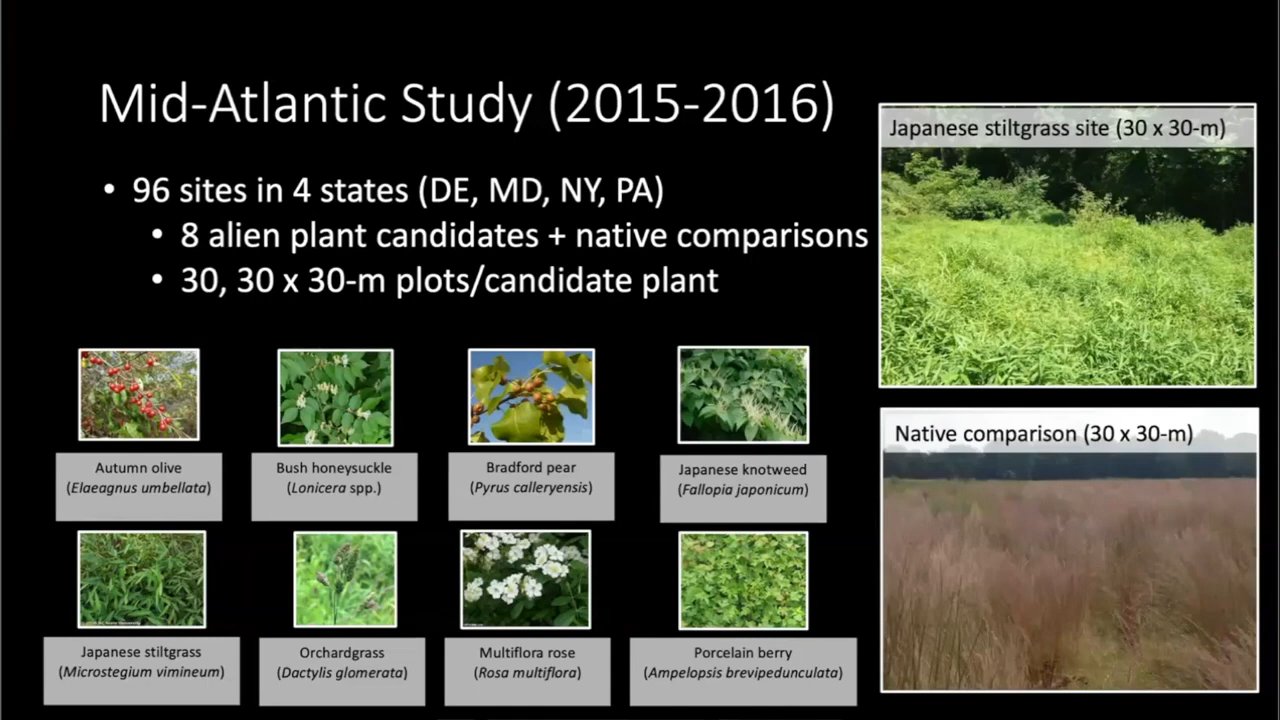 Mid-Atlantic Study (2015-2016)
• 96 sites in 4 states (DE, MD, NY, PA)
• 8 alien plant candidates + native comparisons
• 30, 30 x 30-m plots/candidate plant
Autumn olive
(Elaeagnus umbellata)
Bush honeysuckle
(Lonicera spp.)
Bradford pear
(Pyrus calleryensis)
Japanese knotweed
(Fallopia japonicum)
Japanese stiltgrass
(Microstegium vimineum)
Orchardgrass
(Dactylis glomerata)
Multiflora rose
(Rosa multiflora)
Porcelain berry
(Ampelopsis brevipedunculata)
Japanese stiltgrass site (30 x 30-m)
Native comparison (30 x 30-m)